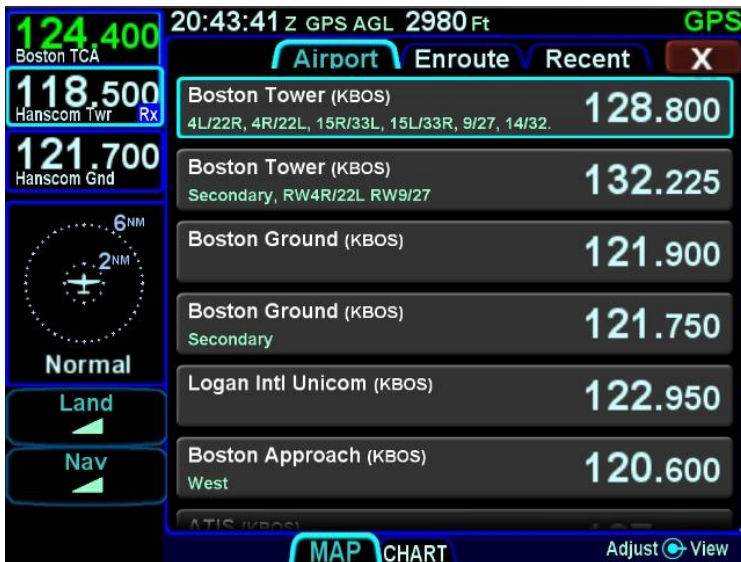 124.400
Boston TCA
118.500
Hanscom Twr Rx
121.700
Hanscom Gnd
6NM
2NM
Normal
Land
Nav
20:43:41 Z GPS AGL 2980 Ft GPS
Airport Enroute Recent X
Boston Tower (KBOS) 128.800
4L/22R, 4R/22L, 15R/33L, 15L/33R, 9/27, 14/32.
Boston Tower (KBOS) 132.225
Secondary, RW4R/22L RW9/27
Boston Ground (KBOS) 121.900
Boston Ground (KBOS) 121.750
Secondary
Logan Intl Unicom (KBOS) 122.950
Boston Approach (KBOS) 120.600
West
ATIS (KBOS)
MAP CHART Adjust View